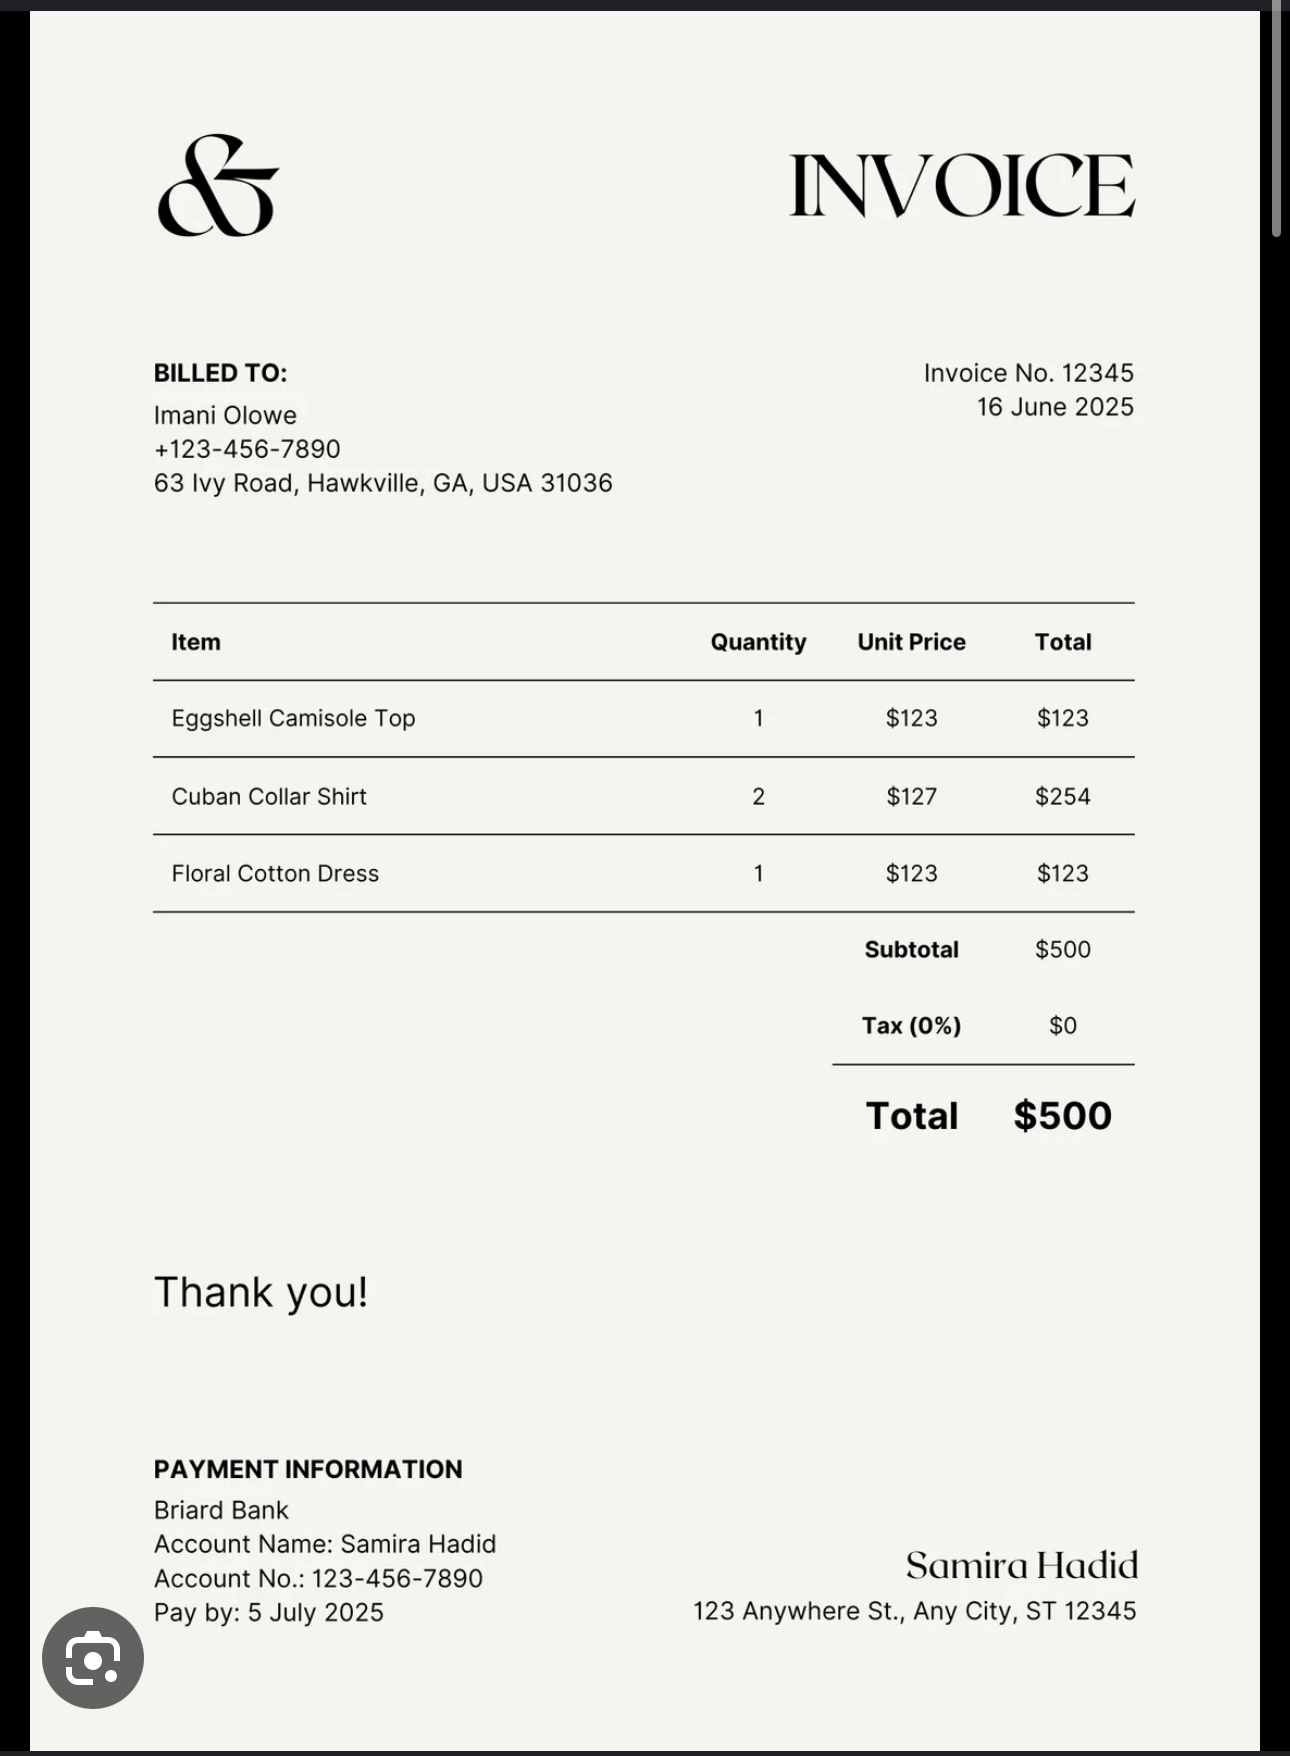 &
INVOICE
BILLED TO:
Imani Olowe
+123-456-7890
63 Ivy Road, Hawkville, GA, USA 31036
Invoice No. 12345
16 June 2025
Item Quantity Unit Price Total
Eggshell Camisole Top 1 $123 $123
Cuban Collar Shirt 2 $127 $254
Floral Cotton Dress 1 $123 $123
Subtotal $500
Tax (0%) $0
Total $500
Thank you!
PAYMENT INFORMATION
Briard Bank
Account Name: Samira Hadid
Account No.: 123-456-7890
Pay by: 5 July 2025
Samira Hadid
123 Anywhere St., Any City, ST 12345